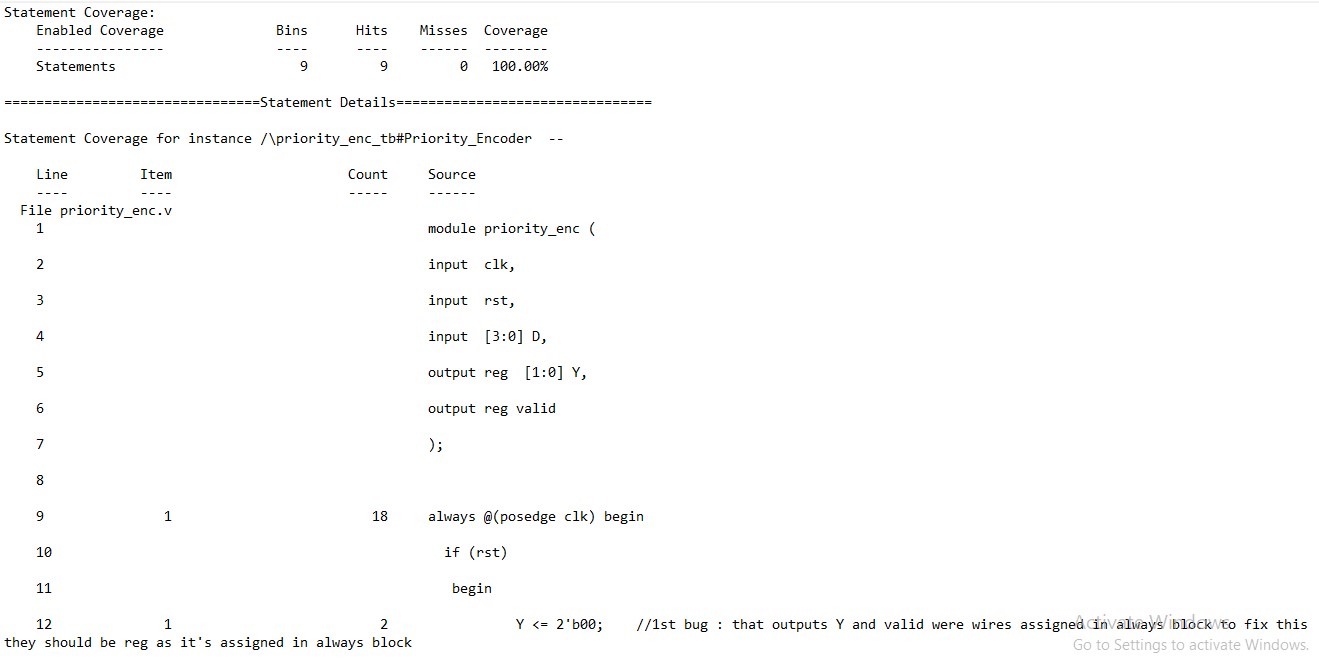 Statement Coverage:
Enabled Coverage Bins Hits Misses Coverage
---------------- ---- ---- ------ --------
Statements 9 9 0 100.00%
================================Statement Details================================
Statement Coverage for instance /\priority_enc_tb#Priority_Encoder --
Line Item Count Source
---- ---- ----- ------
File priority_enc.v
1 module priority_enc (
2 input clk,
3 input rst,
4 input [3:0] D,
5 output reg [1:0] Y,
6 output reg valid
7 );
8
9 1 18 always @(posedge clk) begin
10 if (rst)
11 begin
12 1 2 Y <= 2'b00; //1st bug : that outputs Y and valid were wires assigned in always block to fix this
they should be reg as it's assigned in always block
Activate Windows
Go to Settings to activate Windows.